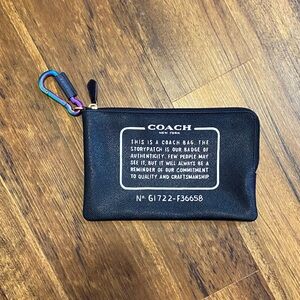 COACH
NEW YORK
THIS IS A COACH BAG. THE
STORYPATCH IS OUR BADGE OF
AUTHENTICITY. FEW PEOPLE MAY
SEE IT, BUT IT WILL ALWAYS BE A
REMINDER OF OUR COMMITMENT
TO QUALITY AND CRAFTSMANSHIP.
Nº G1722-F36658